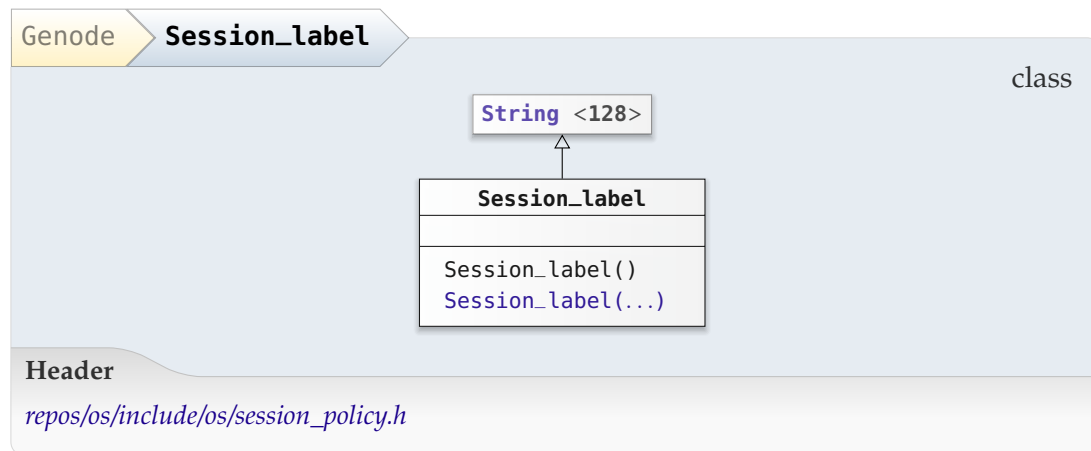 Genode Session_label
class
String <128>
Session_label
Session_label()
Session_label(...)
Header
repos/os/include/os/session_policy.h